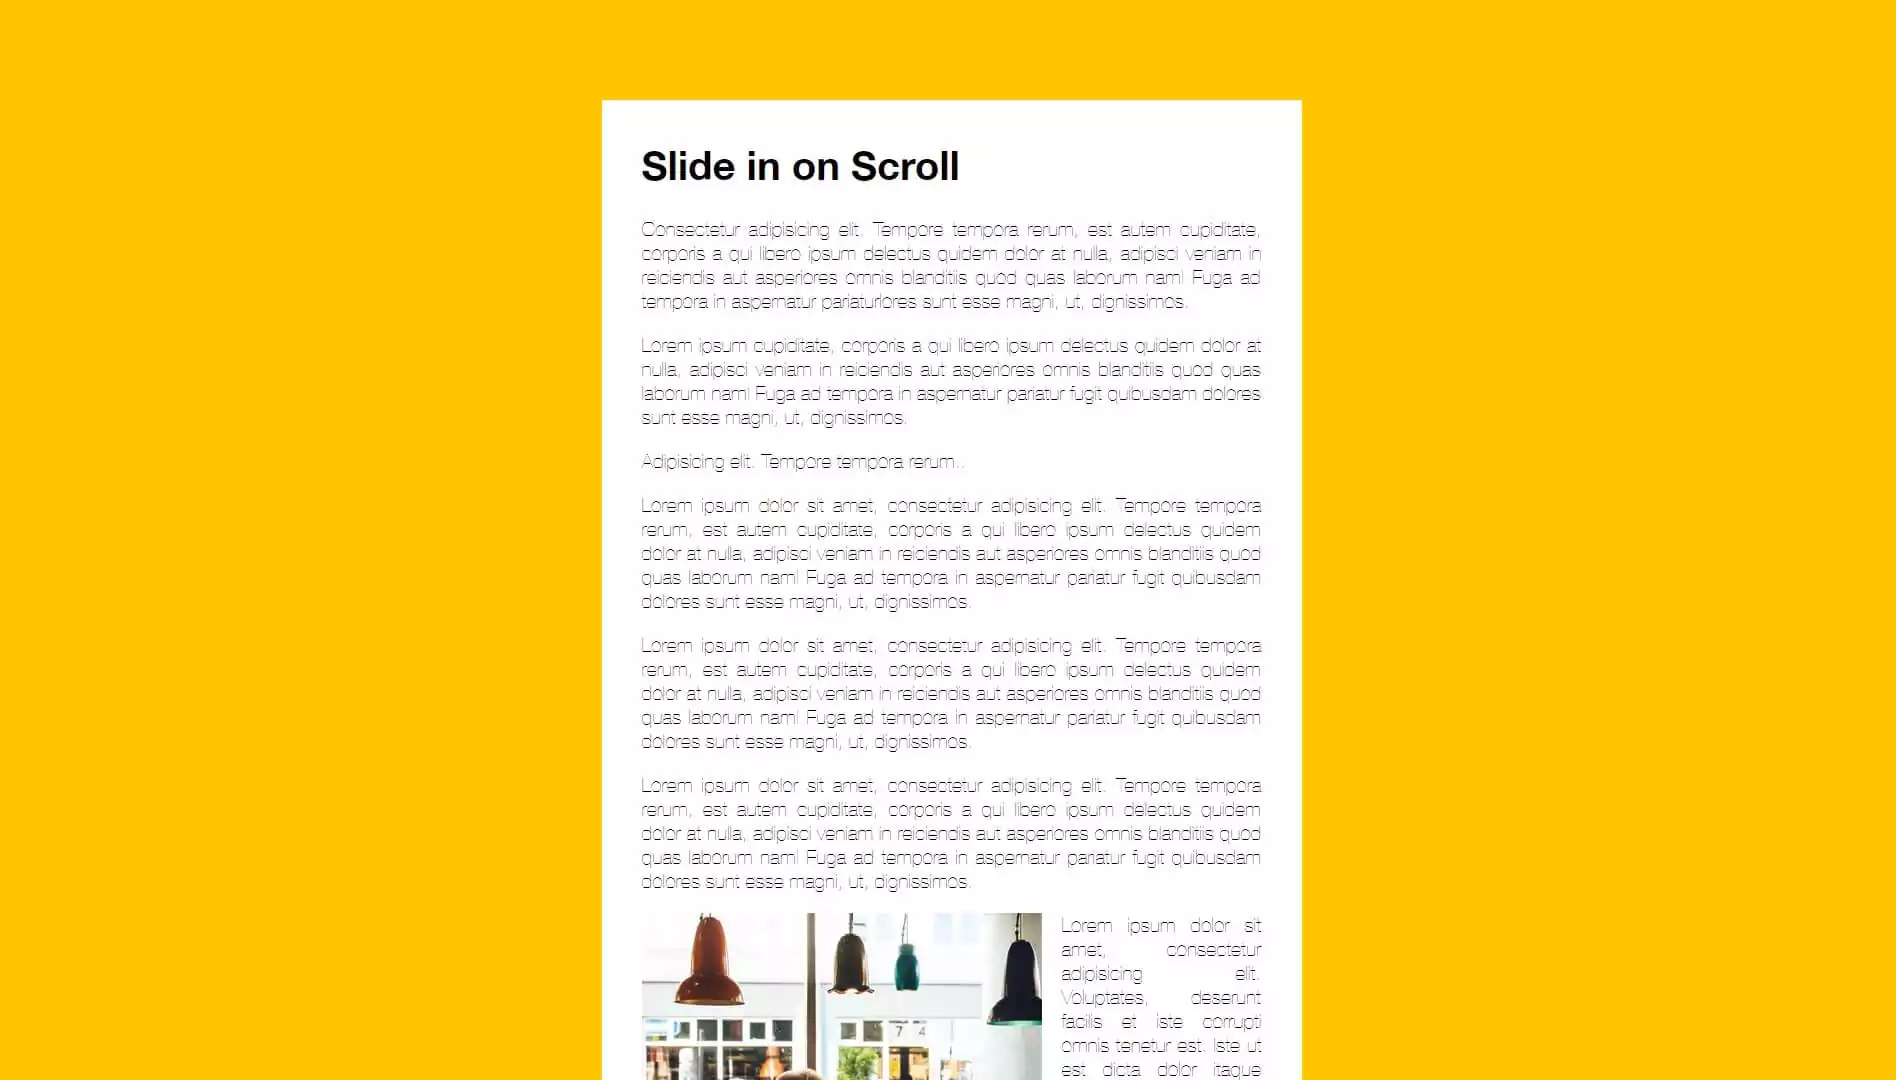 Slide in on Scroll
Consectetur adipisicing elit. Tempore tempora rerum, est autem cupiditate,
corporis a qui libero ipsum delectus quidem dolor at nulla, adipisci veniam in
reiciendis aut asperiores omnis blanditiis quod quas laborum nam! Fuga ad
tempora in aspernatur pariaturlores sunt esse magni, ut, dignissimos.
Lorem ipsum cupiditate, corporis a qui libero ipsum delectus quidem dolor at
nulla, adipisci veniam in reiciendis aut asperiores omnis blanditiis quod quas
laborum nam! Fuga ad tempora in aspernatur pariatur fugit quibusdam dolores
sunt esse magni, ut, dignissimos.
Adipisicing elit. Tempore tempora rerum..
Lorem ipsum dolor sit amet, consectetur adipisicing elit. Tempore tempora
rerum, est autem cupiditate, corporis a qui libero ipsum delectus quidem
dolor at nulla, adipisci veniam in reiciendis aut asperiores omnis blanditiis quod
quas laborum nam! Fuga ad tempora in aspernatur pariatur fugit quibusdam
dolores sunt esse magni, ut, dignissimos.
Lorem ipsum dolor sit amet, consectetur adipisicing elit. Tempore tempora
rerum, est autem cupiditate, corporis a qui libero ipsum delectus quidem
dolor at nulla, adipisci veniam in reiciendis aut asperiores omnis blanditiis quod
quas laborum nam! Fuga ad tempora in aspernatur pariatur fugit quibusdam
dolores sunt esse magni, ut, dignissimos.
Lorem ipsum dolor sit amet, consectetur adipisicing elit. Tempore tempora
rerum, est autem cupiditate, corporis a qui libero ipsum delectus quidem
dolor at nulla, adipisci veniam in reiciendis aut asperiores omnis blanditiis quod
quas laborum nam! Fuga ad tempora in aspernatur pariatur fugit quibusdam
dolores sunt esse magni, ut, dignissimos.
7 4
Lorem ipsum dolor sit
amet, consectetur
adipisicing elit.
Voluptates, deserunt
facilis et iste corrupti
omnis tenetur est. Iste ut
est dicta dolor itaque